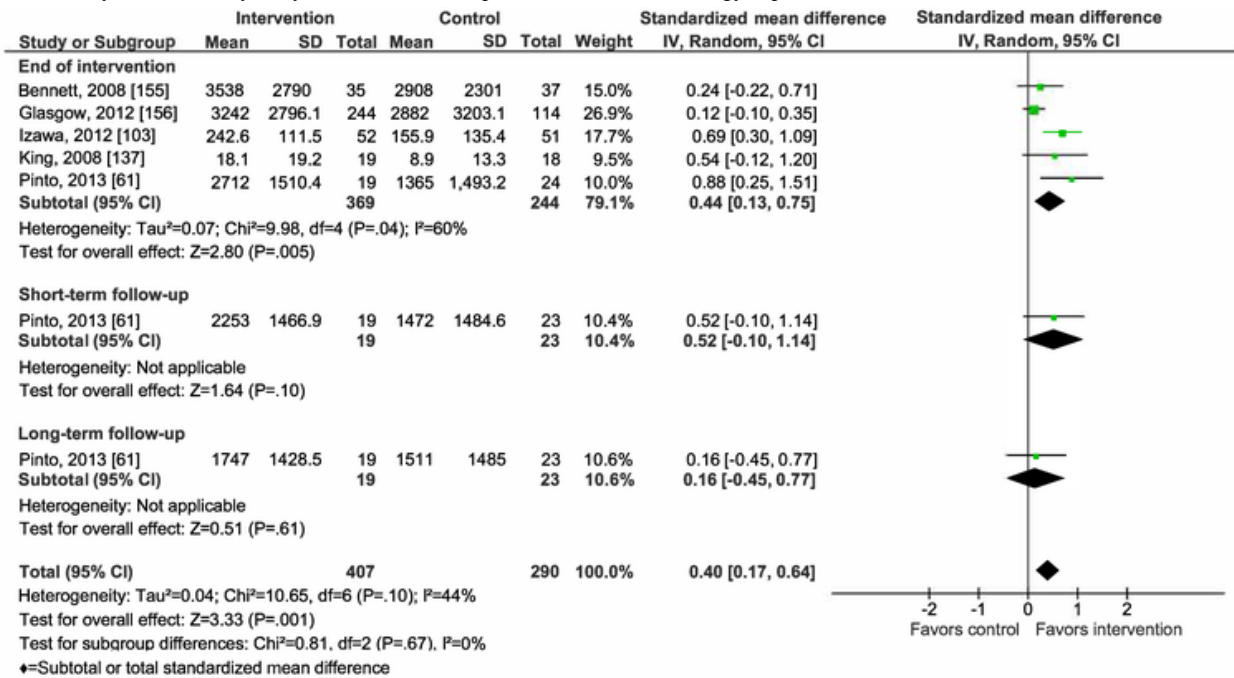 Intervention Control Standardized mean difference Standardized mean difference
Study or Subgroup Mean SD Total Mean SD Total Weight IV, Random, 95% CI IV, Random, 95% CI
End of intervention
Bennett, 2008 [155] 3538 2790 35 2908 2301 37 15.0% 0.24 [-0.22, 0.71]
Glasgow, 2012 [156] 3242 2796.1 244 2882 3203.1 114 26.9% 0.12 [-0.10, 0.35]
Izawa, 2012 [103] 242.6 111.5 52 155.9 135.4 51 17.7% 0.69 [0.30, 1.09]
King, 2008 [137] 18.1 19.2 19 8.9 13.3 18 9.5% 0.54 [-0.12, 1.20]
Pinto, 2013 [61] 2712 1510.4 19 1365 1,493.2 24 10.0% 0.88 [0.25, 1.51]
Subtotal (95% CI) 369 244 79.1% 0.44 [0.13, 0.75]
Heterogeneity: Tau²=0.07; Chi²=9.98, df=4 (P=.04); I²=60%
Test for overall effect: Z=2.80 (P=.005)
Short-term follow-up
Pinto, 2013 [61] 2253 1466.9 19 1472 1484.6 23 10.4% 0.52 [-0.10, 1.14]
Subtotal (95% CI) 19 23 10.4% 0.52 [-0.10, 1.14]
Heterogeneity: Not applicable
Test for overall effect: Z=1.64 (P=.10)
Long-term follow-up
Pinto, 2013 [61] 1747 1428.5 19 1511 1485 23 10.6% 0.16 [-0.45, 0.77]
Subtotal (95% CI) 19 23 10.6% 0.16 [-0.45, 0.77]
Heterogeneity: Not applicable
Test for overall effect: Z=0.51 (P=.61)
Total (95% CI) 407 290 100.0% 0.40 [0.17, 0.64]
Heterogeneity: Tau²=0.04; Chi²=10.65, df=6 (P=.10); I²=44%
Test for overall effect: Z=3.33 (P=.001)
Test for subgroup differences: Chi²=0.81, df=2 (P=.67), I²=0%
-2 -1 0 1 2
Favors control Favors intervention
♦=Subtotal or total standardized mean difference